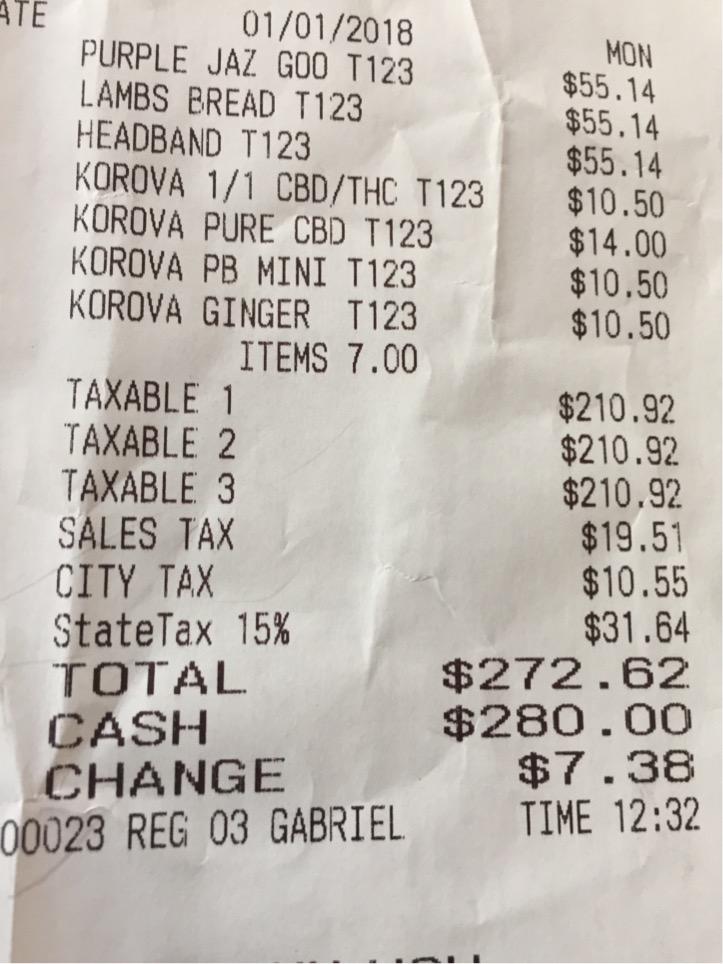 ATE 01/01/2018 MON
PURPLE JAZ GOO T123 $55.14
LAMBS BREAD T123 $55.14
HEADBAND T123 $55.14
KOROVA 1/1 CBD/THC T123 $10.50
KOROVA PURE CBD T123 $14.00
KOROVA PB MINI T123 $10.50
KOROVA GINGER T123 $10.50
ITEMS 7.00
TAXABLE 1 $210.92
TAXABLE 2 $210.92
TAXABLE 3 $210.92
SALES TAX $19.51
CITY TAX $10.55
StateTax 15% $31.64
TOTAL $272.62
CASH $280.00
CHANGE $7.38
00023 REG 03 GABRIEL TIME 12:32